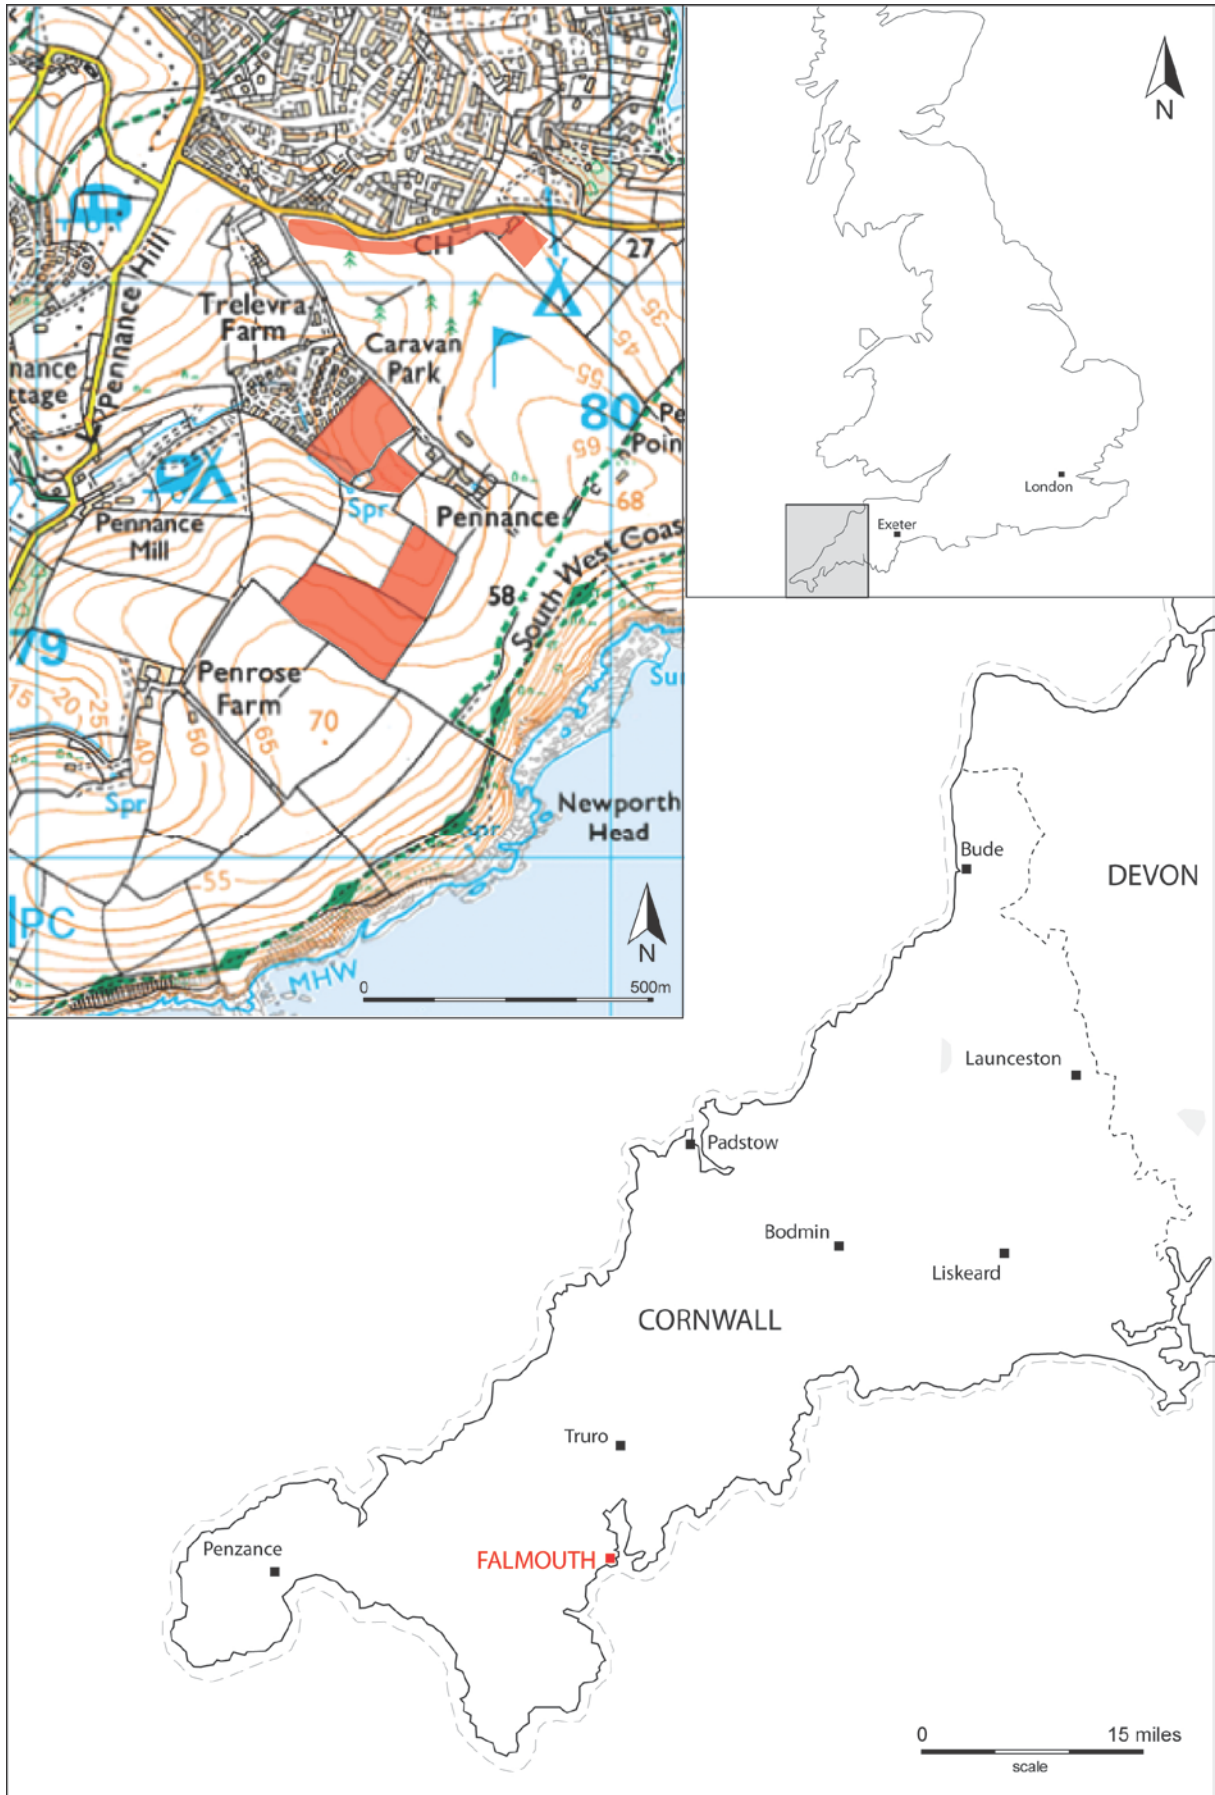 N
London
Exeter
CH
27
Pennance Hill
Trelevra
Farm
Caravan
Park
35
45
55
nance
ttage
80
Pe
Poin
65
68
Spr
Pennance
Pennance
Mill
58
South West Coas
79
Penrose
Farm
70
Su
15
20
25
40
50
65
Spr
Newporth
Head
Spr
55
PC
MHW
N
0 500m
Bude
DEVON
Launceston
Padstow
Bodmin
Liskeard
CORNWALL
Truro
Penzance
FALMOUTH
0 15 miles
scale